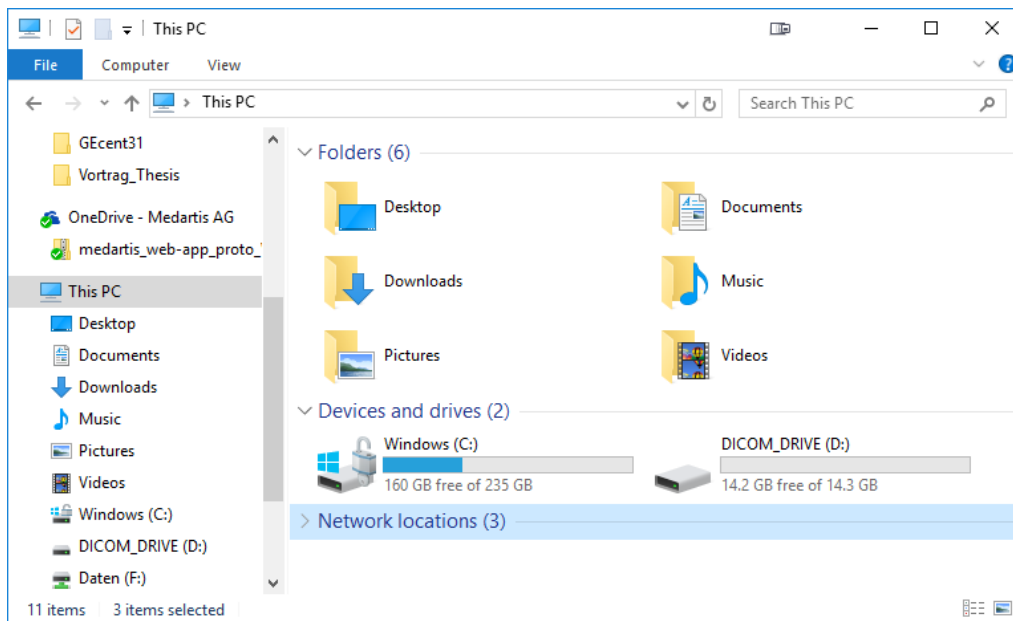 This PC
File Computer View
This PC
Search This PC
GEcent31
Vortrag_Thesis
OneDrive - Medartis AG
medartis_web-app_proto_
This PC
Desktop
Documents
Downloads
Music
Pictures
Videos
Windows (C:)
DICOM_DRIVE (D:)
Daten (F:)
Folders (6)
Desktop Documents
Downloads Music
Pictures Videos
Devices and drives (2)
Windows (C:) DICOM_DRIVE (D:)
160 GB free of 235 GB 14.2 GB free of 14.3 GB
Network locations (3)
11 items 3 items selected